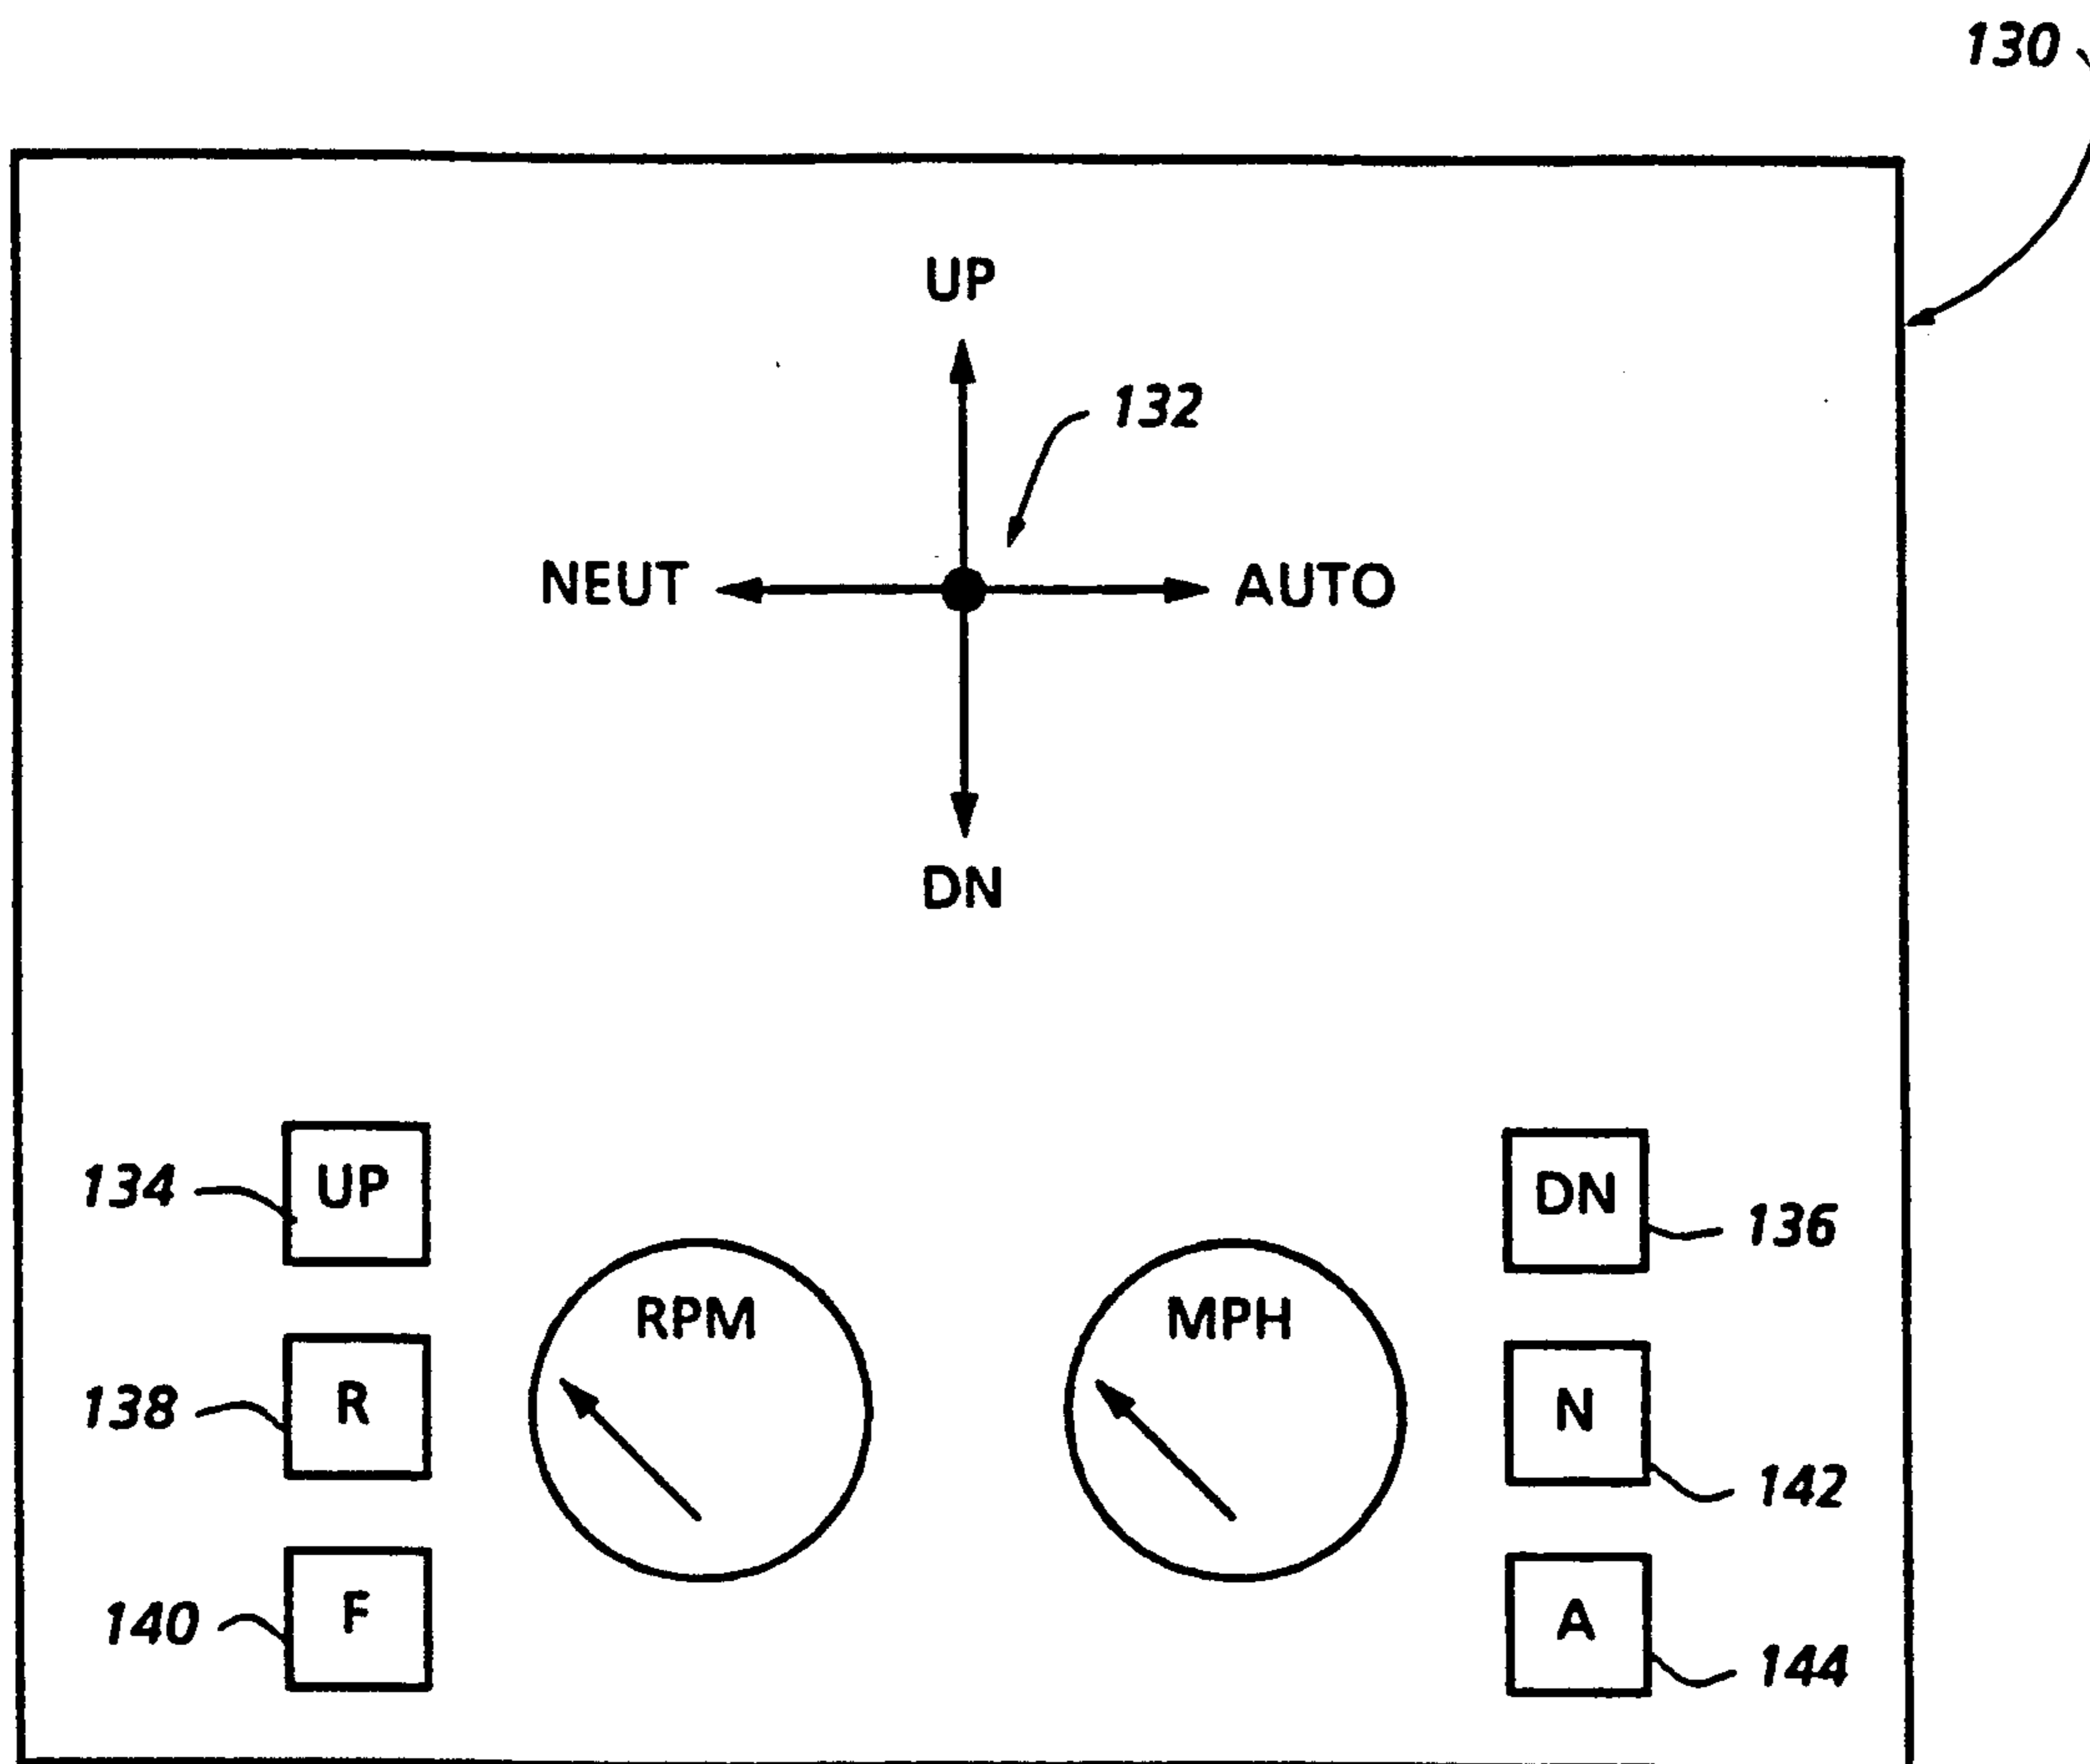 130
UP
132
NEUT AUTO
DN
134 UP DN 136
RPM MPH
138 R N 142
140 F A 144